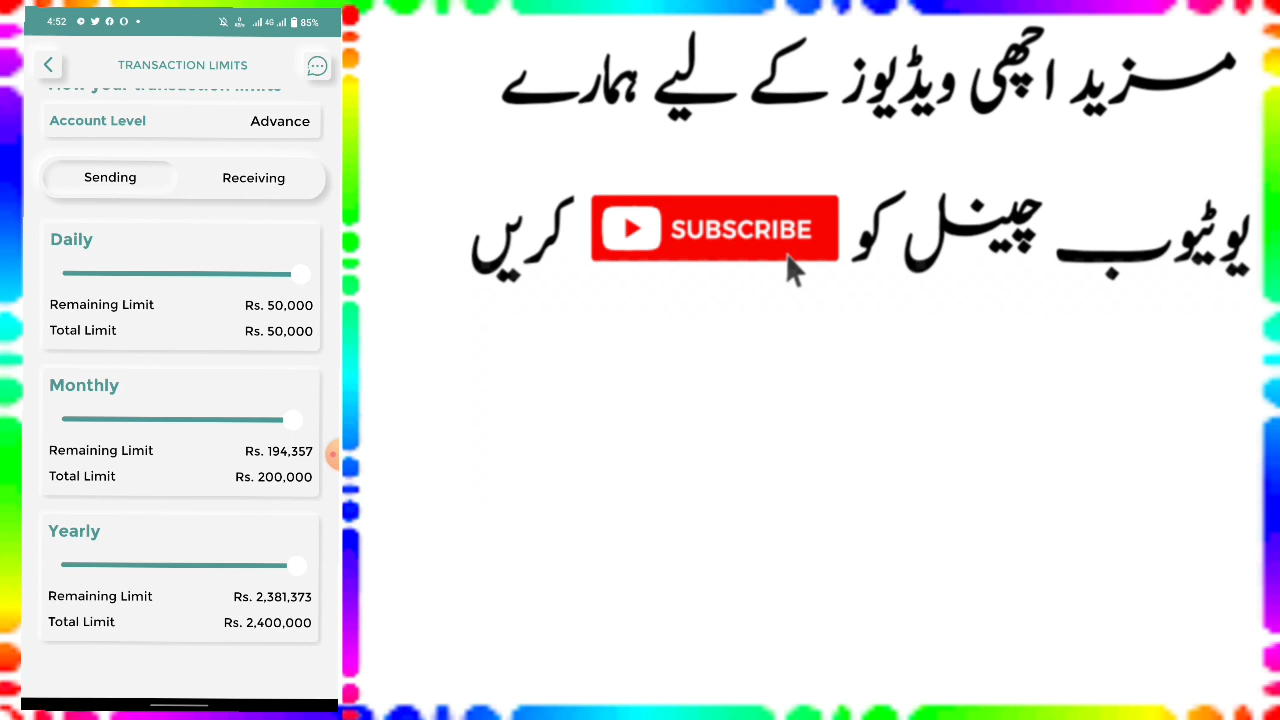 4:52
4G
85%
TRANSACTION LIMITS
Account Level Advance
Sending Receiving
Daily
Remaining Limit Rs. 50,000
Total Limit Rs. 50,000
Monthly
Remaining Limit Rs. 194,357
Total Limit Rs. 200,000
Yearly
Remaining Limit Rs. 2,381,373
Total Limit Rs. 2,400,000
مزید اچھی ویڈیوز کے لیے ہمارے
یوٹیوب چینل کو SUBSCRIBE کریں